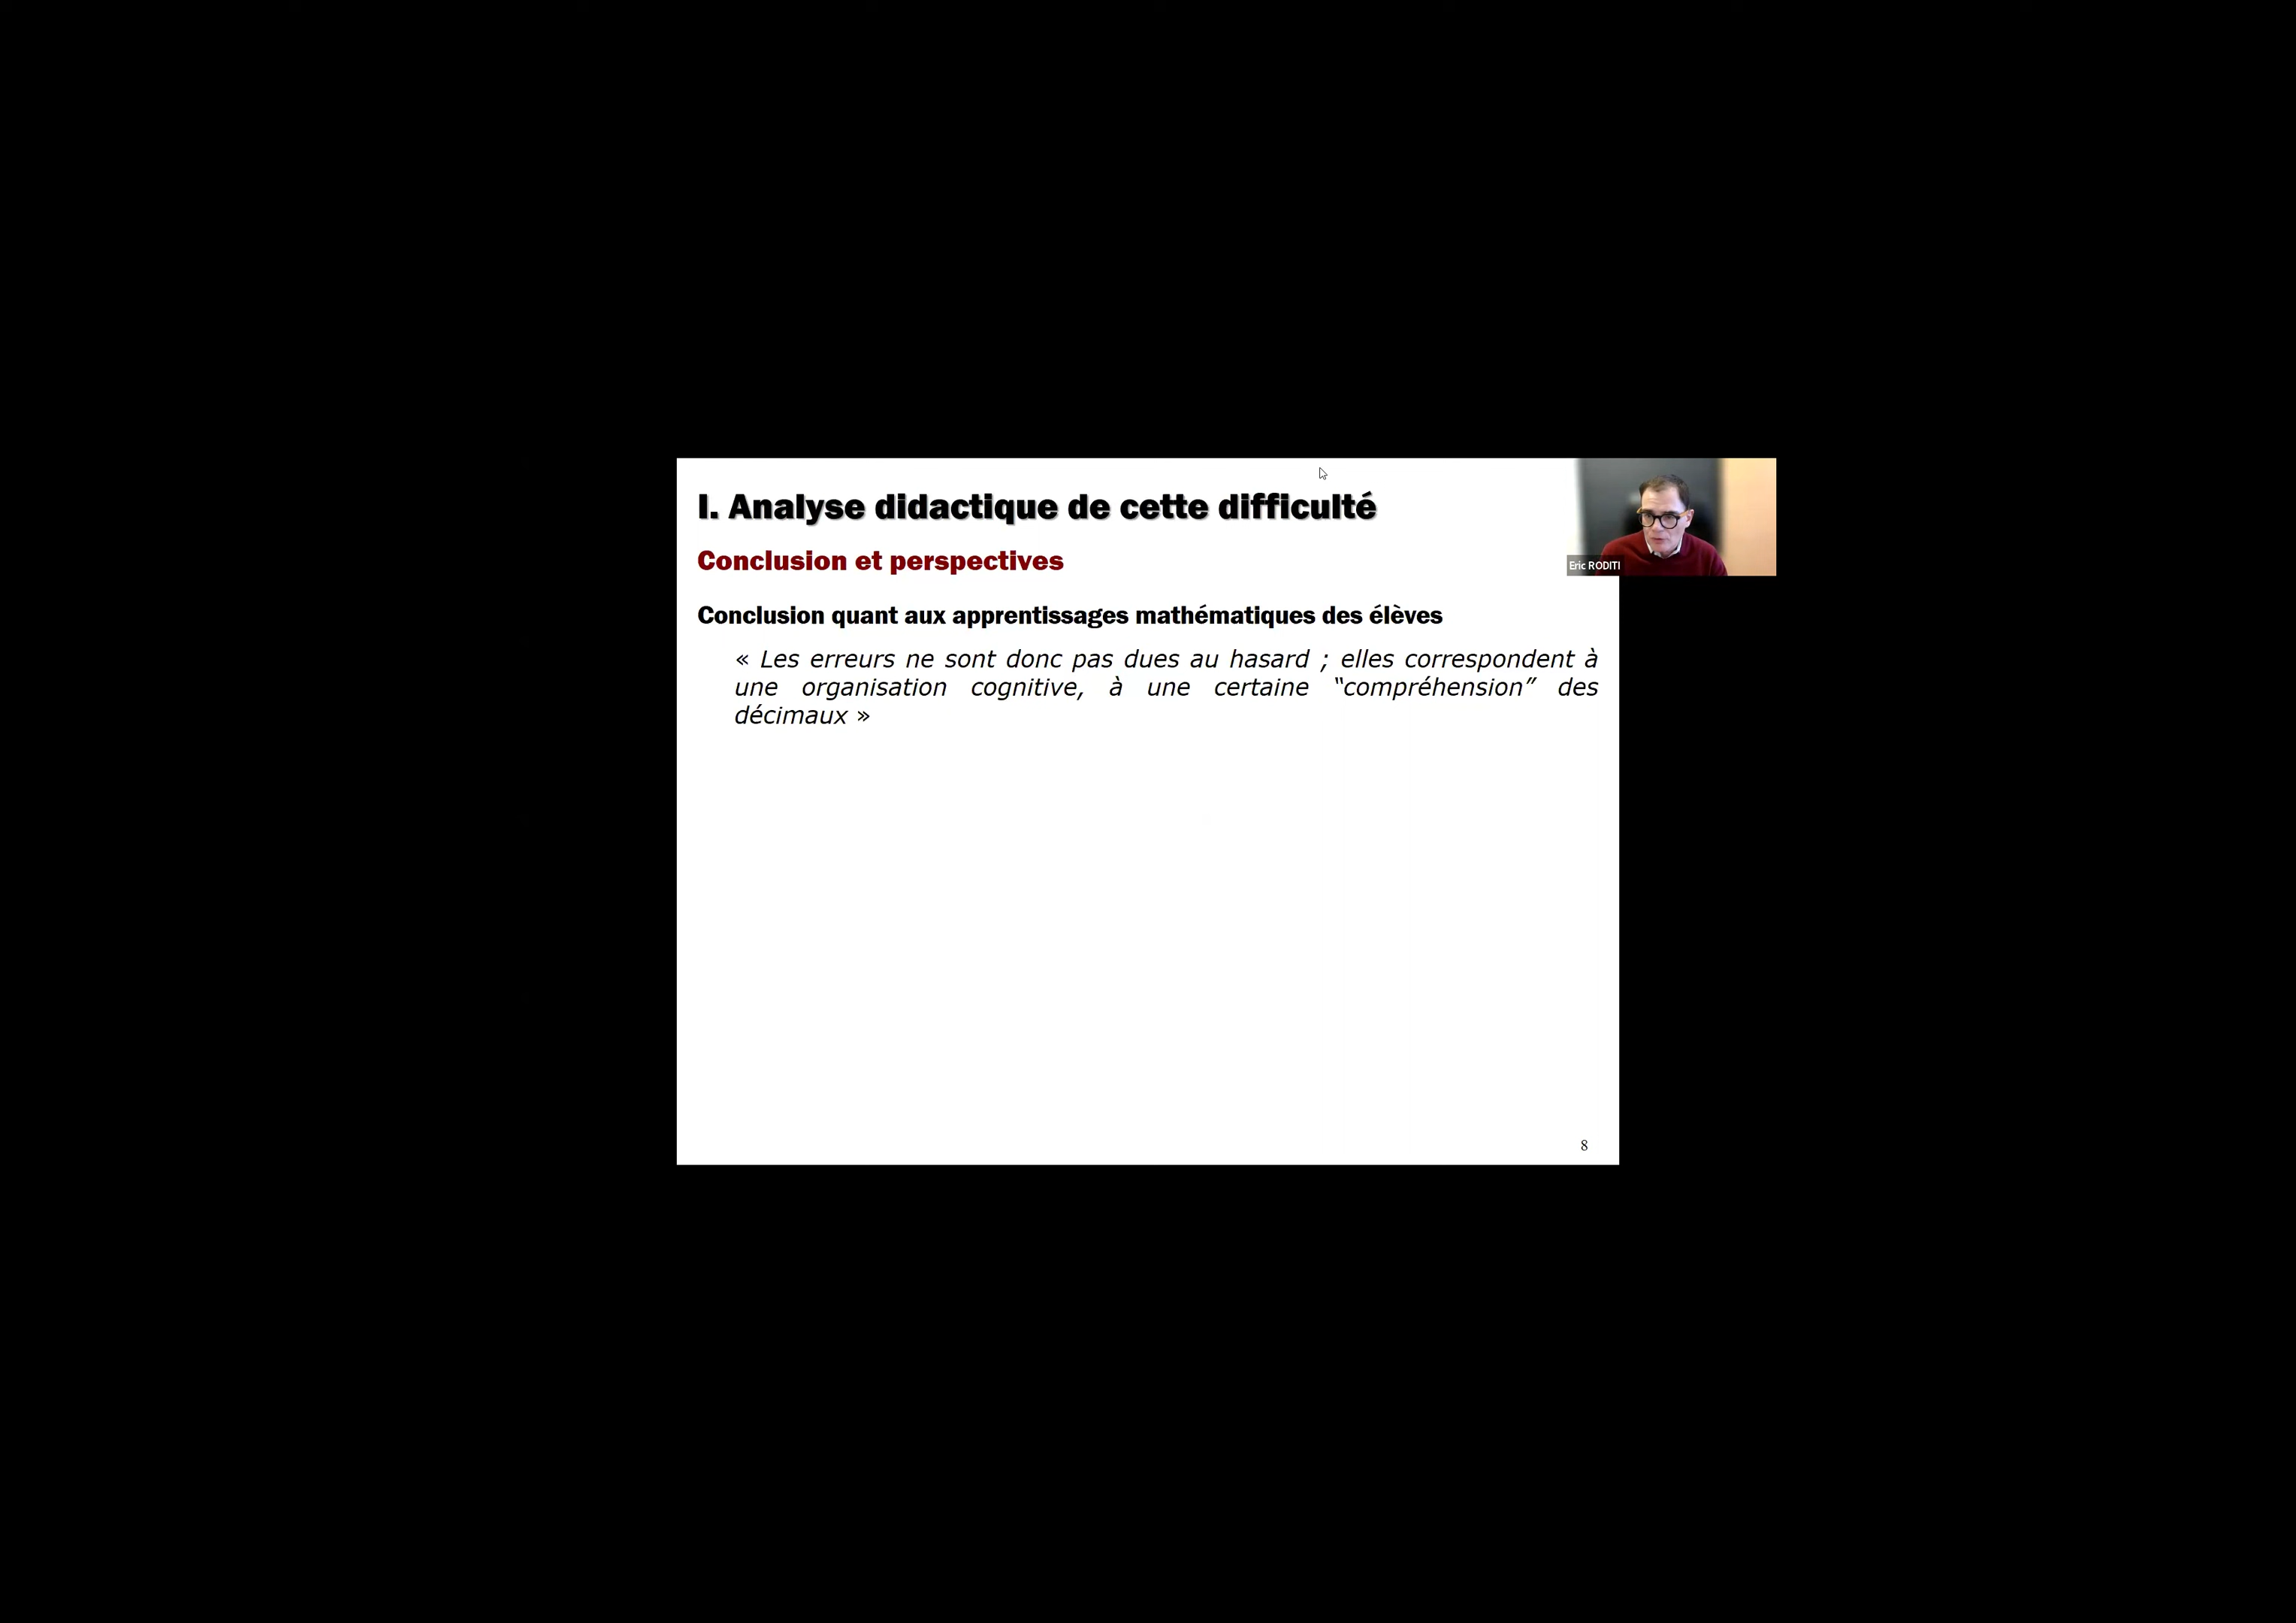 I. Analyse didactique de cette difficulté
Conclusion et perspectives
Eric RODITI
Conclusion quant aux apprentissages mathématiques des élèves
« Les erreurs ne sont donc pas dues au hasard ; elles correspondent à
une organisation cognitive, à une certaine “compréhension” des
décimaux »
8